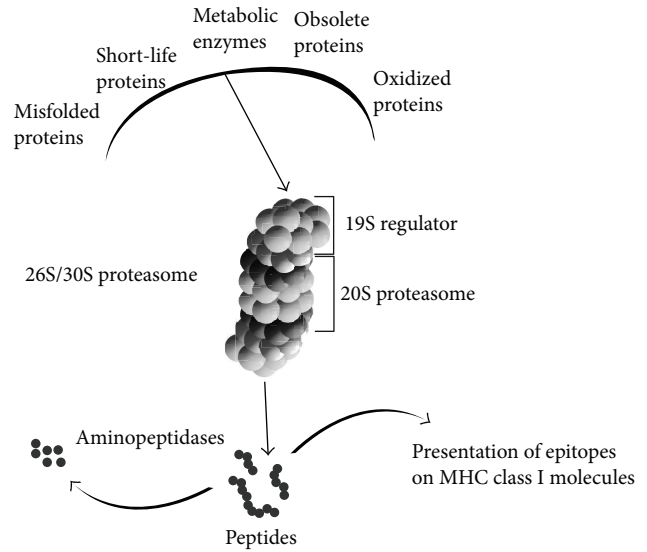 Metabolic
enzymes
Obsolete
proteins
Short-life
proteins
Oxidized
proteins
Misfolded
proteins
19S regulator
26S/30S proteasome
20S proteasome
Aminopeptidases
Presentation of epitopes
on MHC class I molecules
Peptides